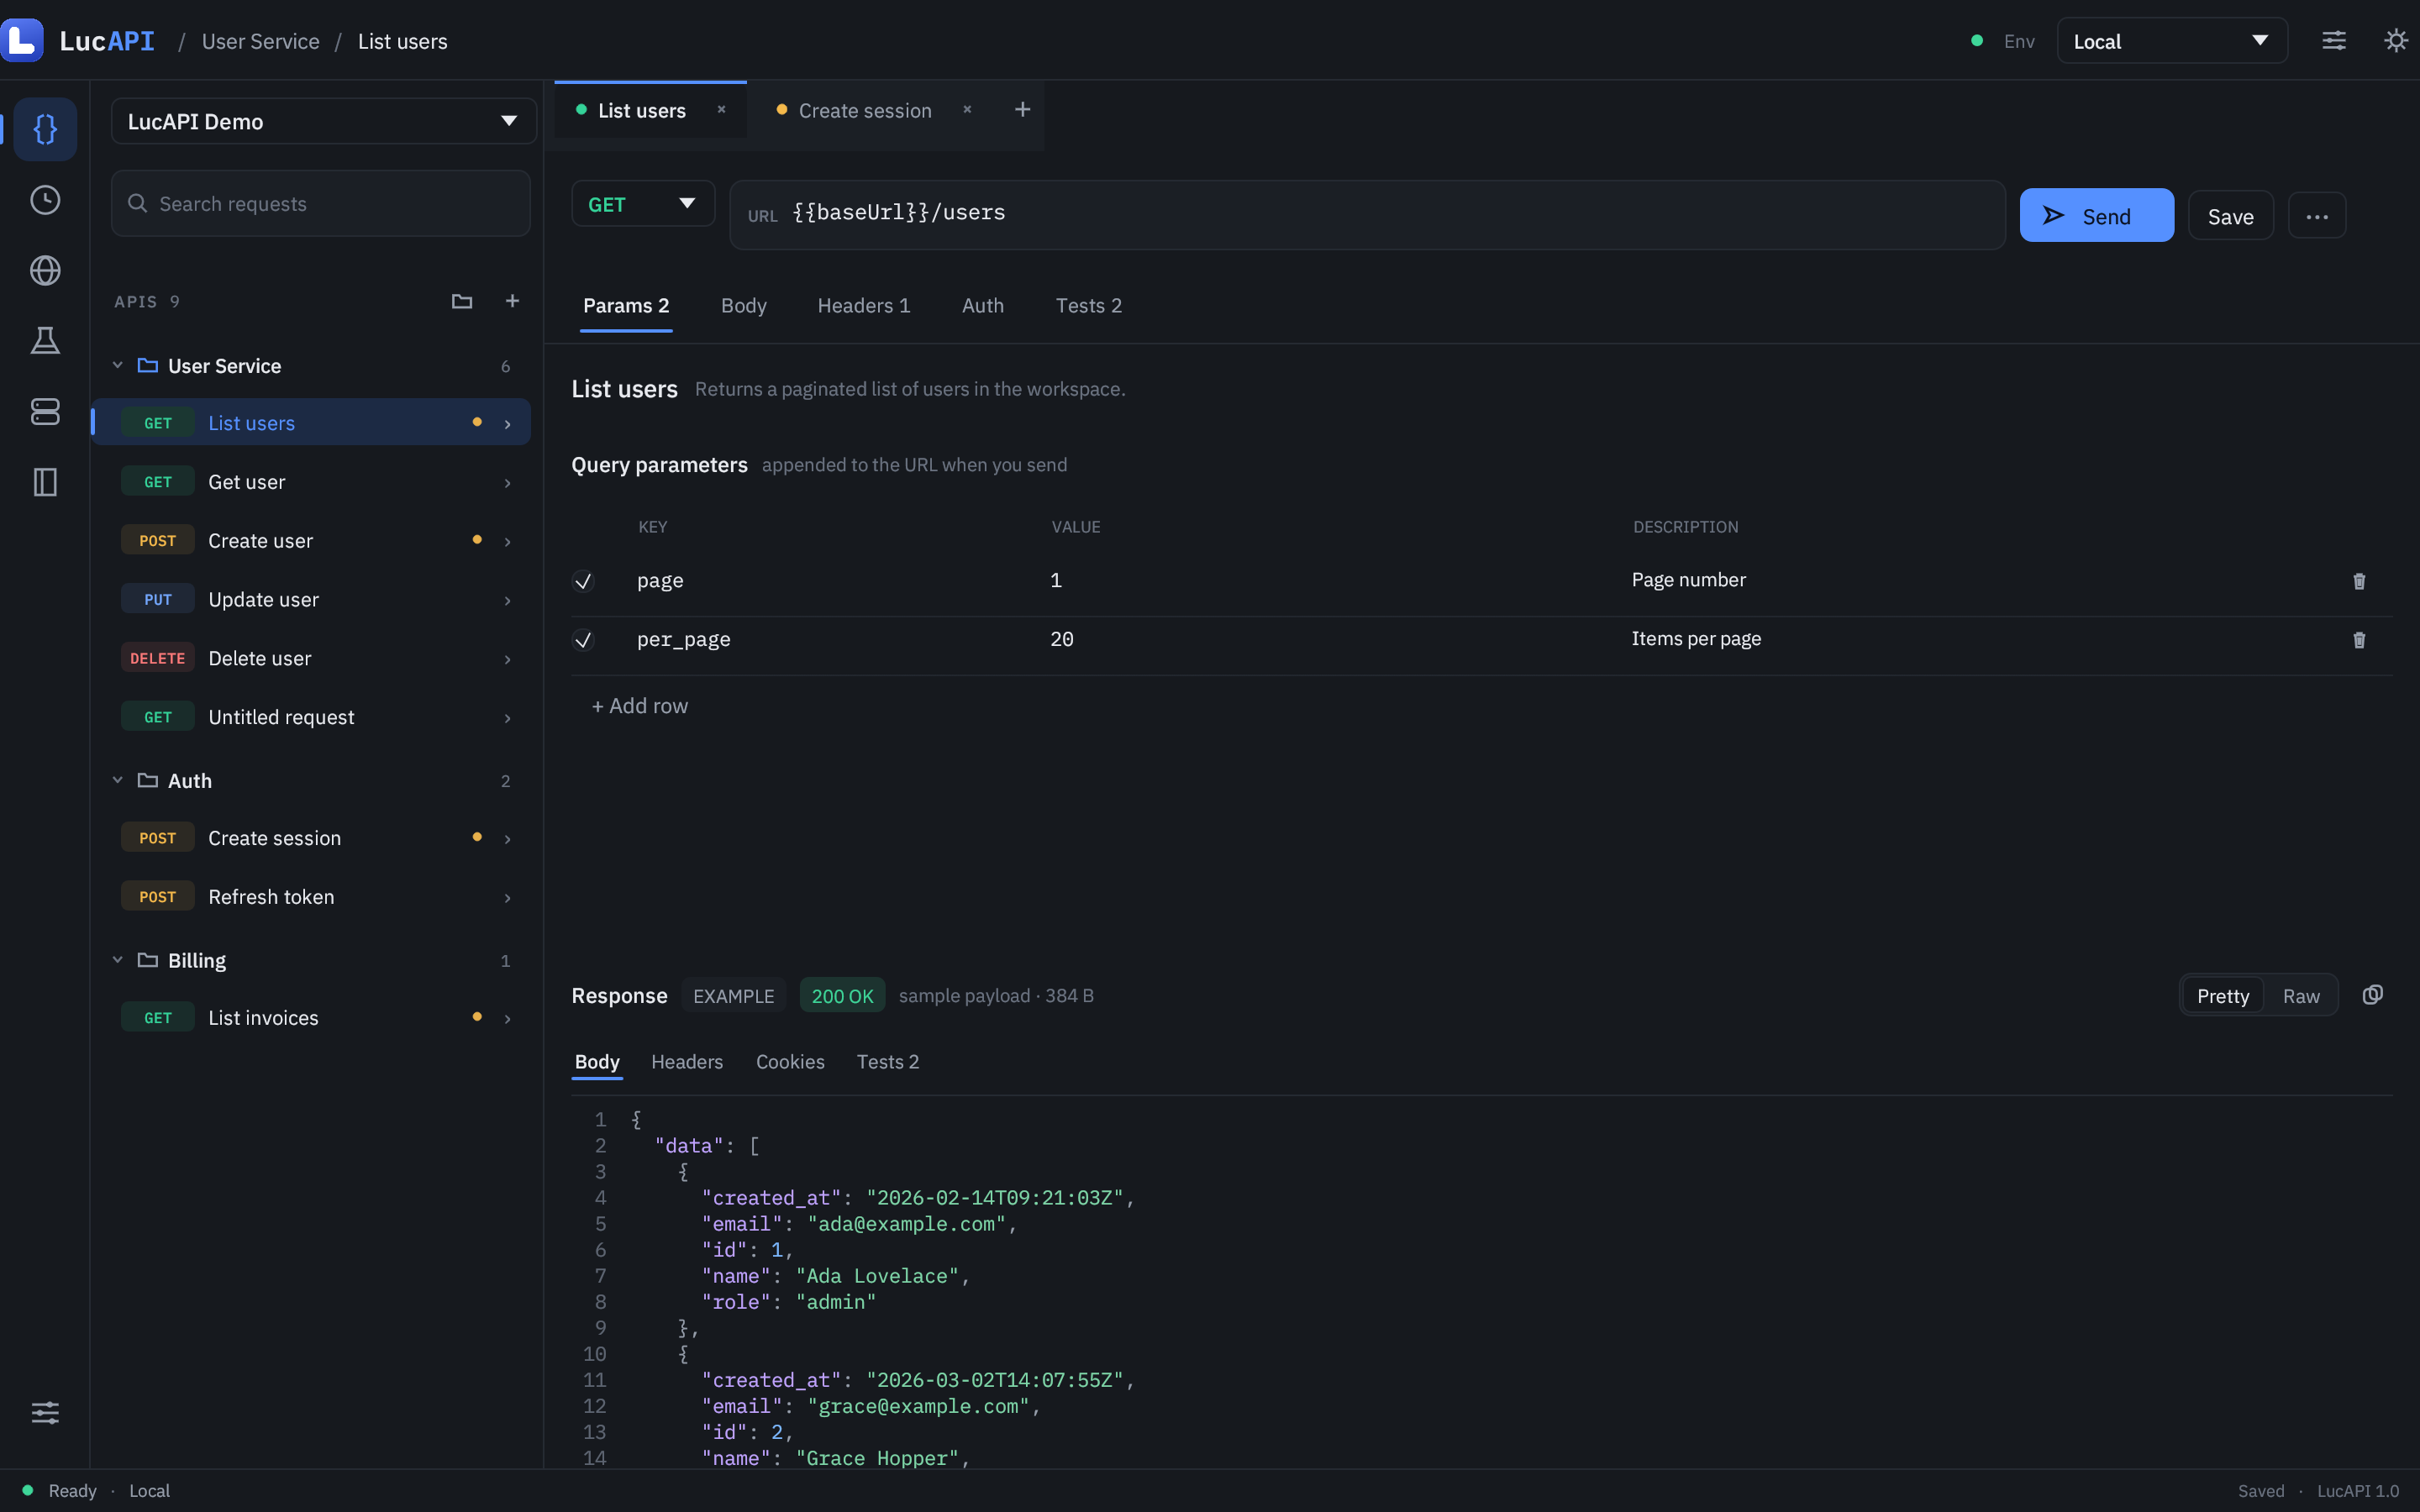 LucAPI / User Service / List users
Env Local
LucAPI Demo
Search requests
APIS 9
User Service 6
GET List users
GET Get user
POST Create user
PUT Update user
DELETE Delete user
GET Untitled request
Auth 2
POST Create session
POST Refresh token
Billing 1
GET List invoices
List users × Create session × +
GET URL {{baseUrl}}/users Send Save ...
Params 2 Body Headers 1 Auth Tests 2
List users Returns a paginated list of users in the workspace.
Query parameters appended to the URL when you send
KEY VALUE DESCRIPTION
page 1 Page number
per_page 20 Items per page
+ Add row
Response EXAMPLE 200 OK sample payload · 384 B Pretty Raw
Body Headers Cookies Tests 2
1 {
2 "data": [
3 {
4 "created_at": "2026-02-14T09:21:03Z",
5 "email": "ada@example.com",
6 "id": 1,
7 "name": "Ada Lovelace",
8 "role": "admin"
9 },
10 {
11 "created_at": "2026-03-02T14:07:55Z",
12 "email": "grace@example.com",
13 "id": 2,
14 "name": "Grace Hopper",
Ready · Local
Saved · LucAPI 1.0